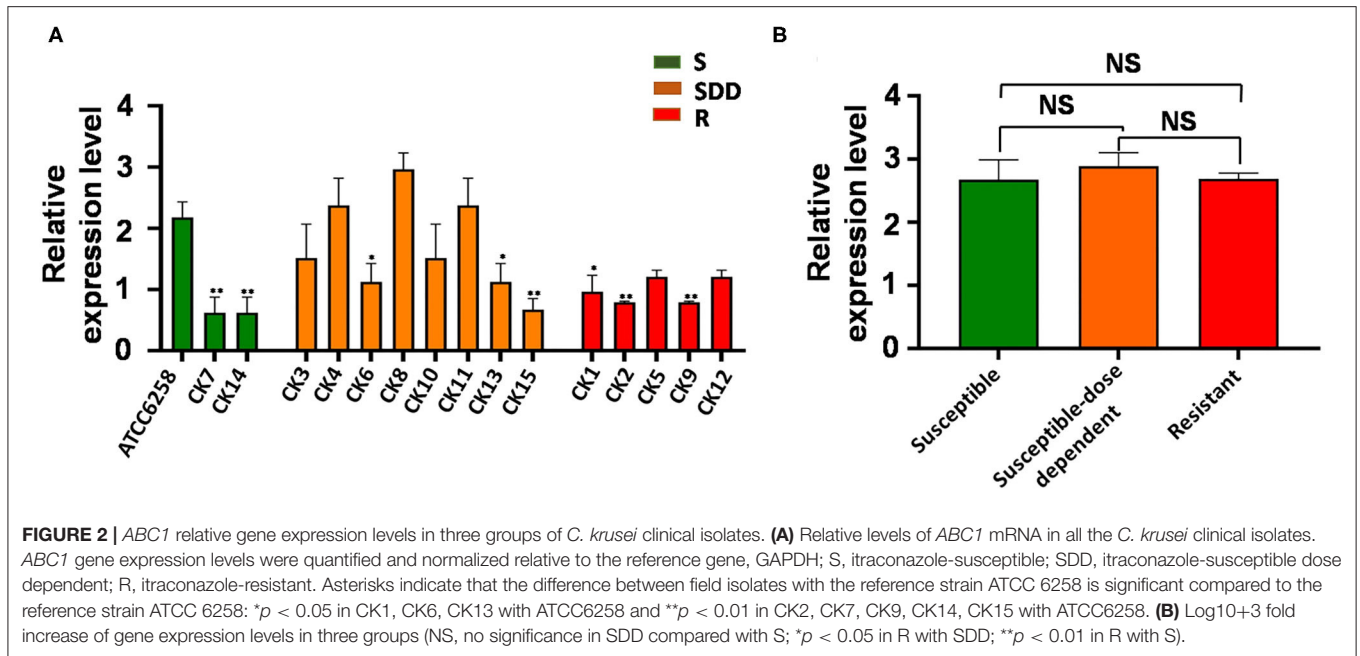 A
S
SDD
R
Relative
expression level
4
3
2
1
0
** ** * * ** * ** **
ATCC6258 CK7 CK14 CK3 CK4 CK6 CK8 CK10 CK11 CK13 CK15 CK1 CK2 CK5 CK9 CK12
B
NS
NS NS
Relative
expression level
4
3
2
1
0
Susceptible
Susceptible-dose
dependent
Resistant
FIGURE 2 | ABC1 relative gene expression levels in three groups of C. krusei clinical isolates. (A) Relative levels of ABC1 mRNA in all the C. krusei clinical isolates.
ABC1 gene expression levels were quantified and normalized relative to the reference gene, GAPDH; S, itraconazole-susceptible; SDD, itraconazole-susceptible dose
dependent; R, itraconazole-resistant. Asterisks indicate that the difference between field isolates with the reference strain ATCC 6258 is significant compared to the
reference strain ATCC 6258: *p < 0.05 in CK1, CK6, CK13 with ATCC6258 and **p < 0.01 in CK2, CK7, CK9, CK14, CK15 with ATCC6258. (B) Log10+3 fold
increase of gene expression levels in three groups (NS, no significance in SDD compared with S; *p < 0.05 in R with SDD; **p < 0.01 in R with S).